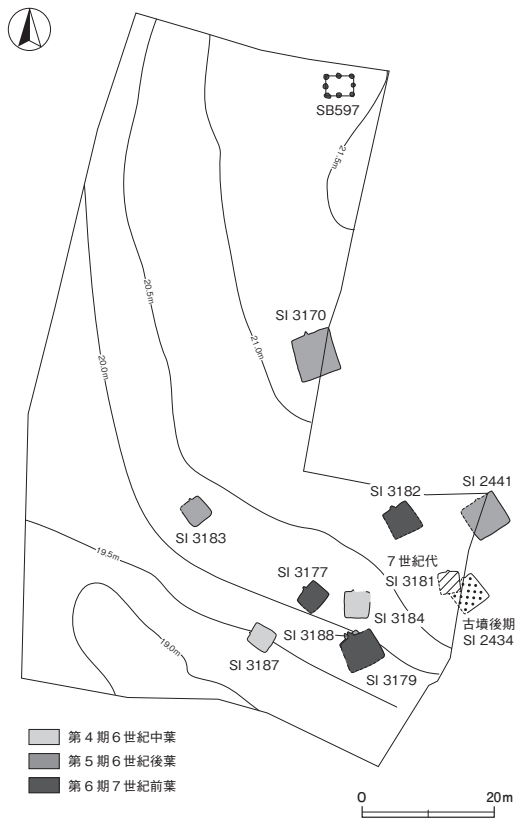 SB597
21.5m
SI 3170
20.5m
21.0m
20.0m
SI 3182
SI 2441
SI 3183
19.5m
7世紀代
SI 3181
SI 3177
SI 3184
古墳後期
SI 2434
SI 3188
SI 3187
19.0m
SI 3179
第4期6世紀中葉
第5期6世紀後葉
第6期7世紀前葉
0
20m